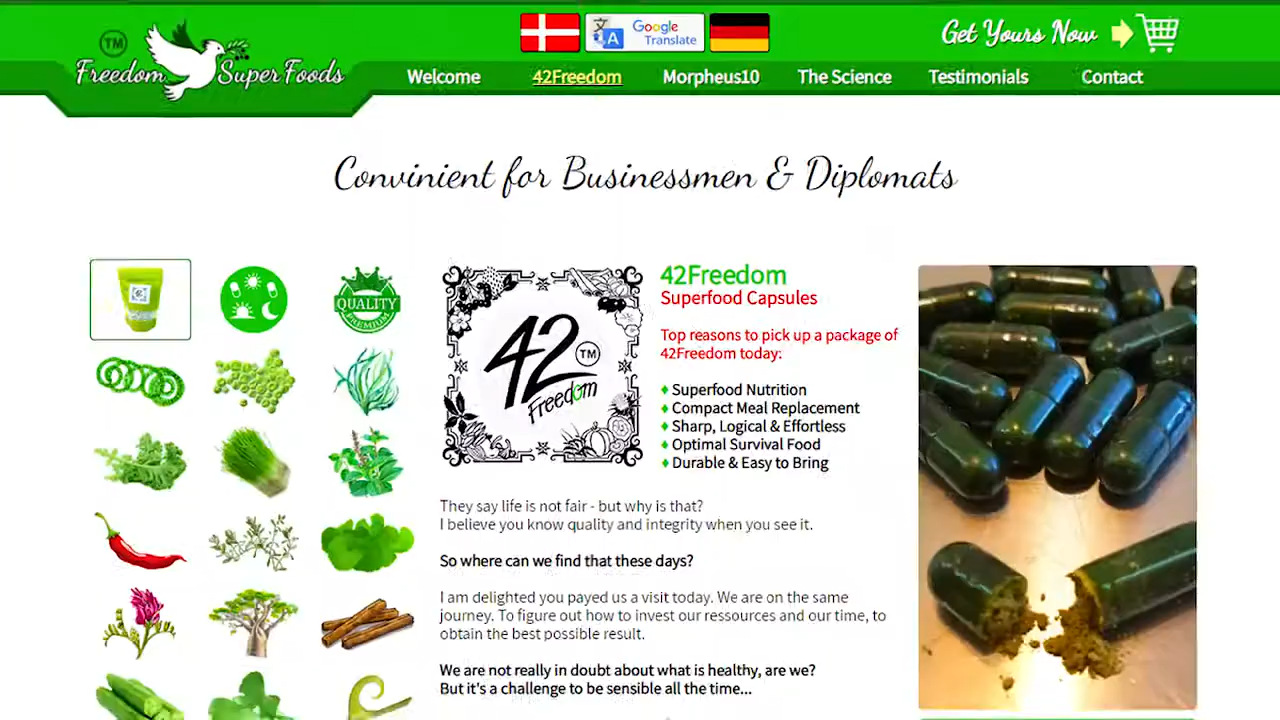 TM
Freedom SuperFoods
文 A
Google
Translate
Get Yours Now
Welcome
42Freedom
Morpheus10
The Science
Testimonials
Contact
Convinient for Businessmen & Diplomats
QUALITY
PREMIUM
42 TM
Freedom
42Freedom
Superfood Capsules
Top reasons to pick up a package of
42Freedom today:
♦ Superfood Nutrition
♦ Compact Meal Replacement
♦ Sharp, Logical & Effortless
♦ Optimal Survival Food
♦ Durable & Easy to Bring
They say life is not fair - but why is that?
I believe you know quality and integrity when you see it.
So where can we find that these days?
I am delighted you payed us a visit today. We are on the same
journey. To figure out how to invest our ressources and our time, to
obtain the best possible result.
We are not really in doubt about what is healthy, are we?
But it's a challenge to be sensible all the time...